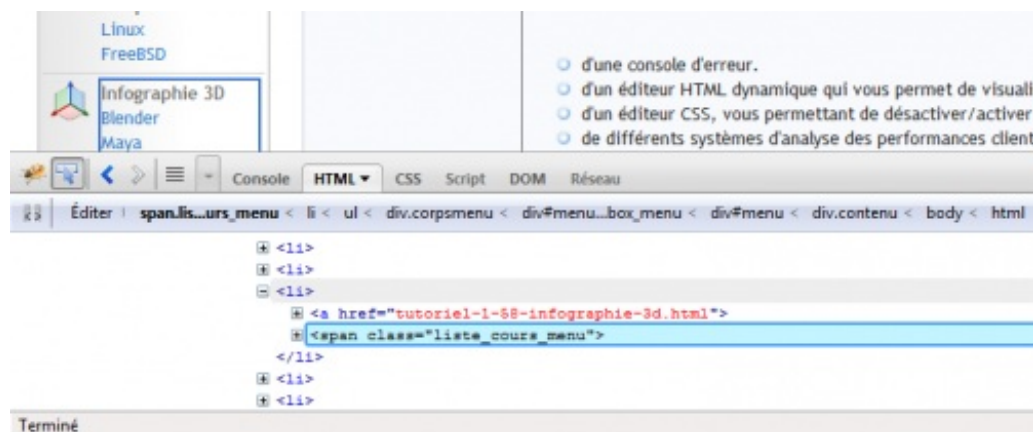 Linux
FreeBSD
Infographie 3D
Blender
Maya
d'une console d'erreur.
d'un éditeur HTML dynamique qui vous permet de visuali
d'un éditeur CSS, vous permettant de désactiver/activer
de différents systèmes d'analyse des performances client
Console HTML CSS Script DOM Réseau
Éditer span.lis...urs_menu < li < ul < div.corpsmenu < div#menu...box_menu < div#menu < div.contenu < body < html
<li>
<li>
<li>
<a href="tutoriel-1-58-infographie-3d.html">
<span class="liste_cours_menu">
</li>
<li>
<li>
Terminé